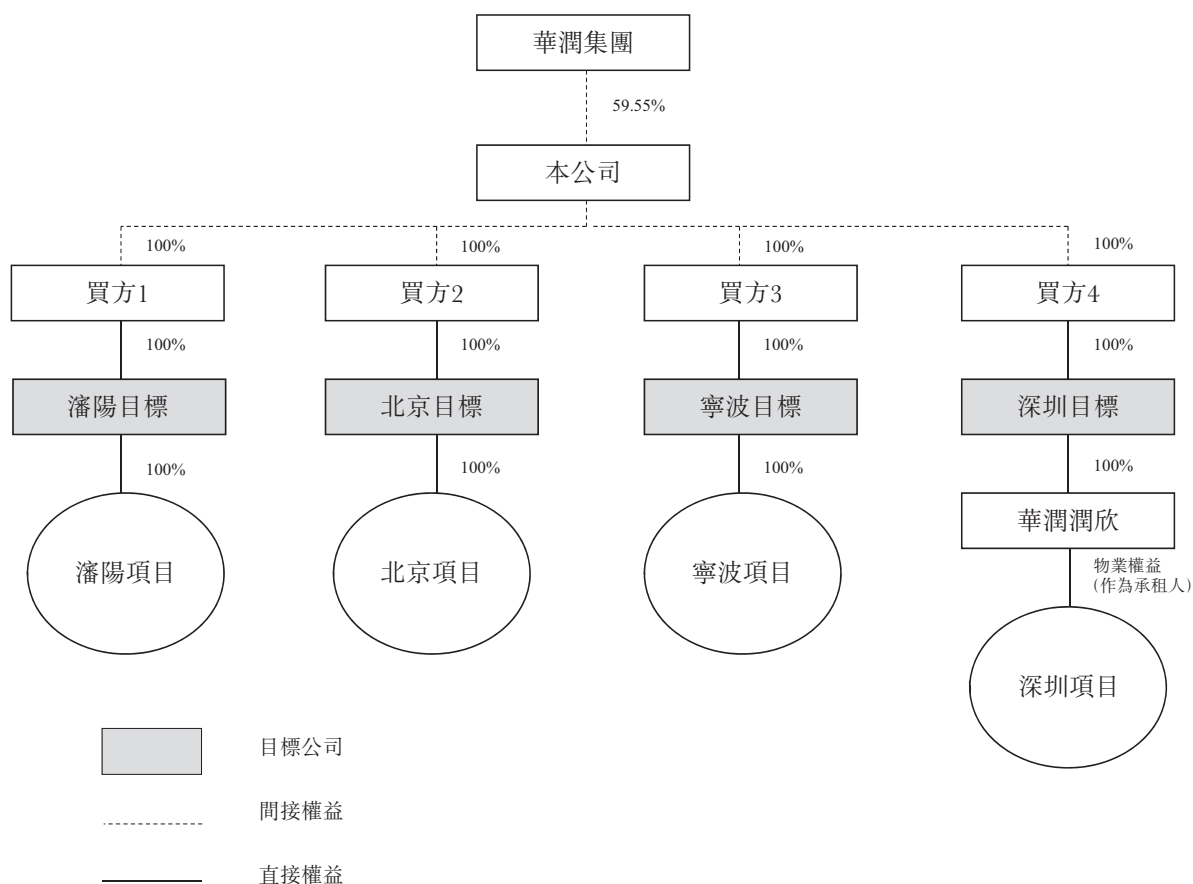 華潤集團
59.55%
本公司
100% 100% 100% 100%
買方1 買方2 買方3 買方4
100% 100% 100% 100%
瀋陽目標 北京目標 寧波目標 深圳目標
100% 100% 100% 100%
瀋陽項目 北京項目 寧波項目 華潤潤欣
物業權益
(作為承租人)
深圳項目
目標公司
間接權益
直接權益